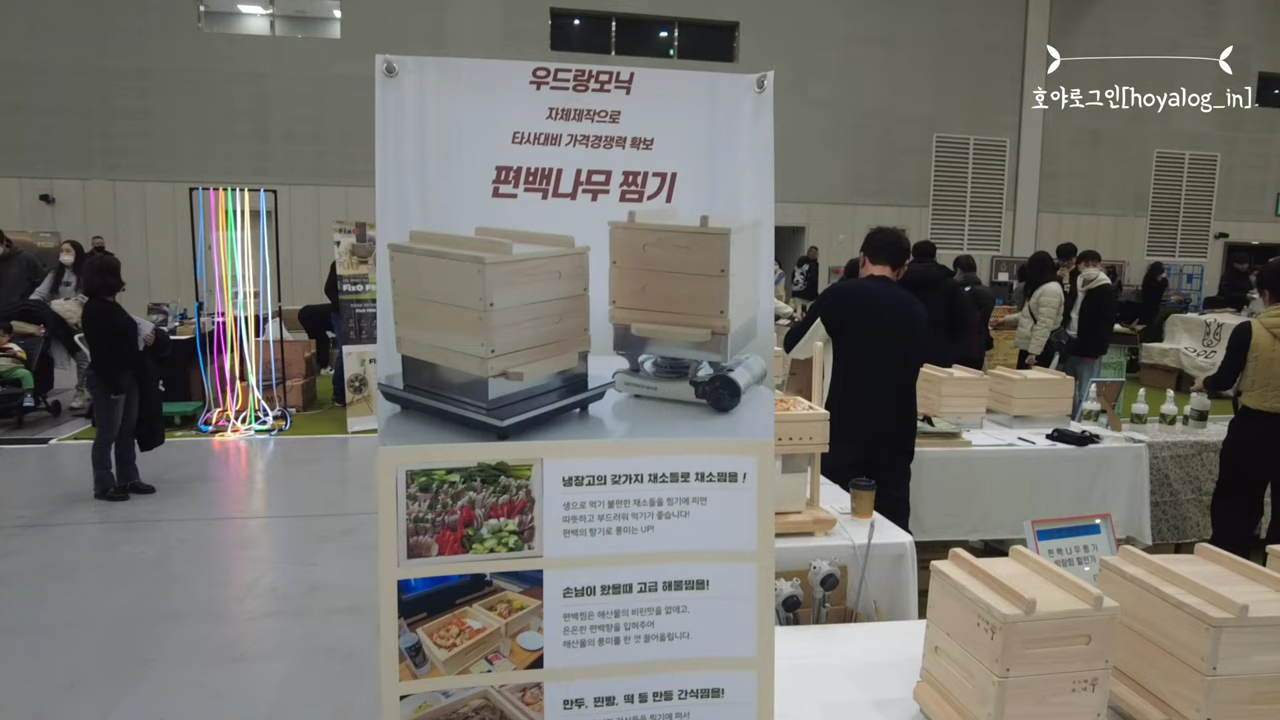 호야로그인[hoyalog_in]
우드랑모닉
자체제작으로
타사대비 가격경쟁력 확보
편백나무 찜기
냉장고의 갖가지 채소들로 채소찜을!
생으로 먹기 불편한 채소들을 찜기에 찌면
따뜻하고 부드러워 먹기가 좋습니다!
편백의 향기로 풍미는 UP!
손님이 왔을때 고급 해물찜을!
편백찜은 해산물의 비린맛을 없애고,
은은한 편백향을 입혀주어
해산물의 풍미를 한 껏 끌어올립니다.
만두, 찐빵, 떡 등 만등 간식찜을!
찜기에 쪄서
편백나무찜기